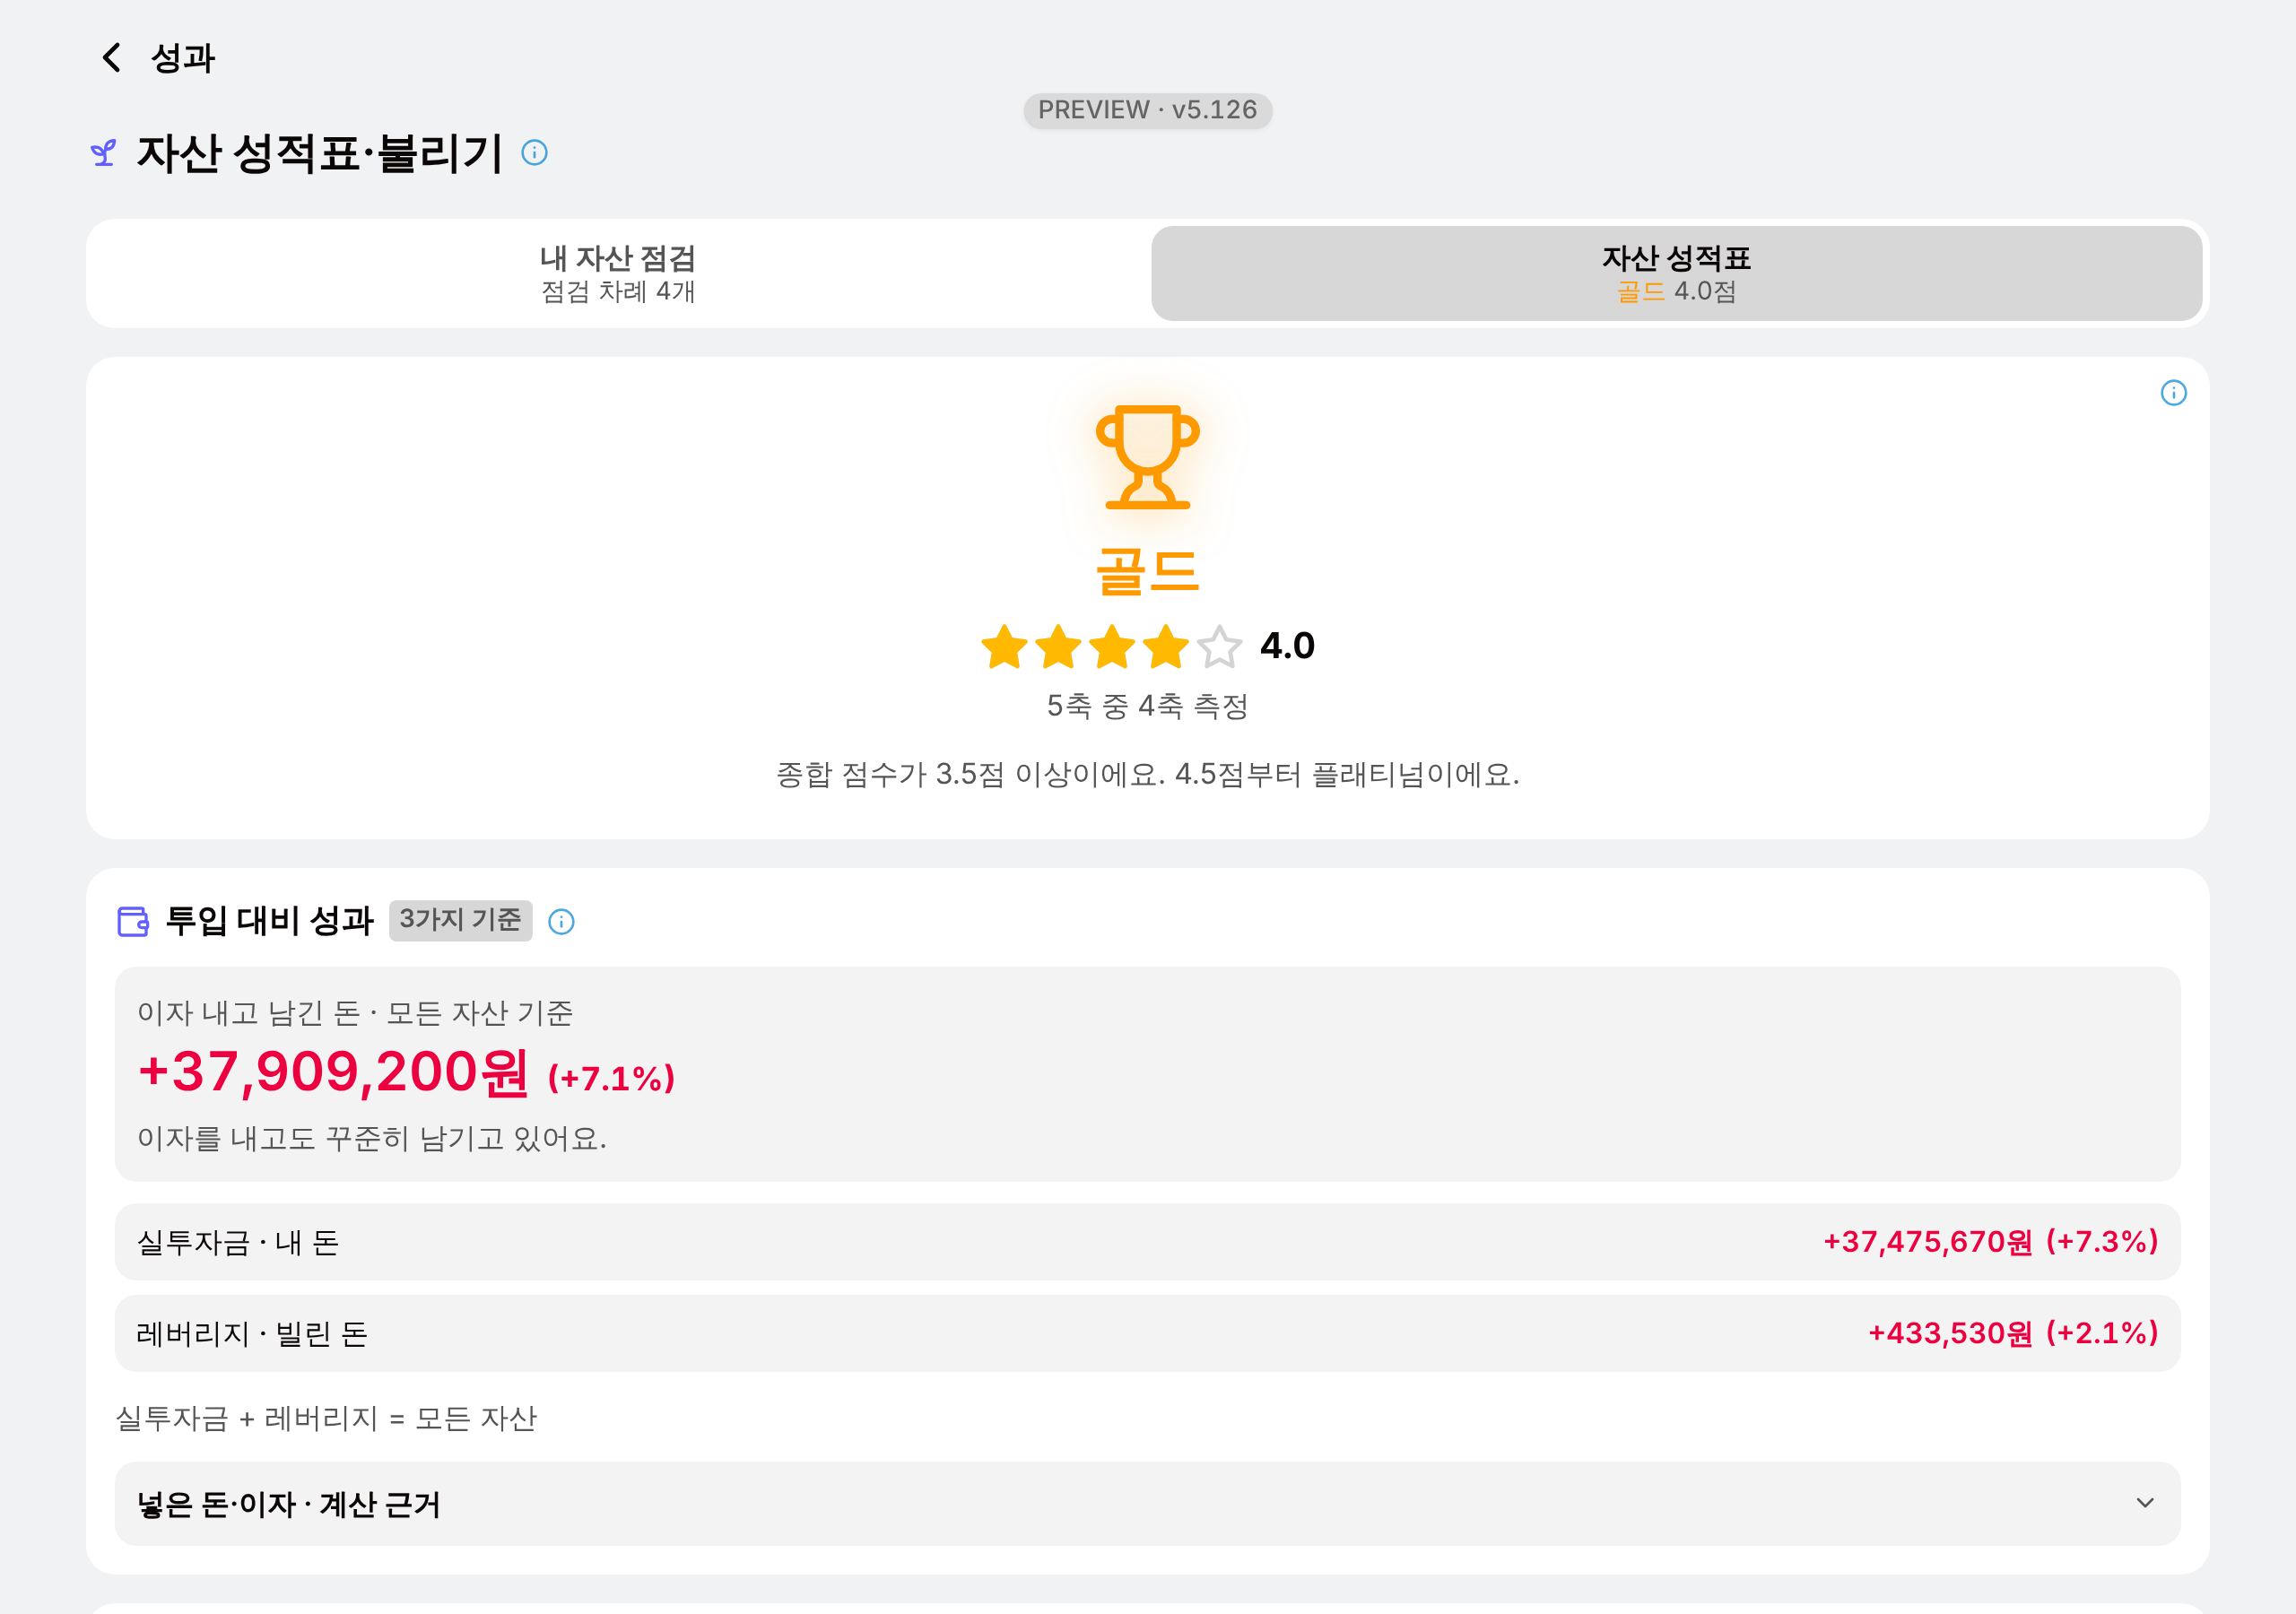 성과
PREVIEW · v5.126
자산 성적표·불리기
내 자산 점검
점검 차례 4개
자산 성적표
골드 4.0점
골드
4.0
5축 중 4축 측정
종합 점수가 3.5점 이상이에요. 4.5점부터 플래티넘이에요.
투입 대비 성과 3가지 기준
이자 내고 남긴 돈 · 모든 자산 기준
+37,909,200원 (+7.1%)
이자를 내고도 꾸준히 남기고 있어요.
실투자금 · 내 돈 +37,475,670원 (+7.3%)
레버리지 · 빌린 돈 +433,530원 (+2.1%)
실투자금 + 레버리지 = 모든 자산
넣은 돈·이자 · 계산 근거